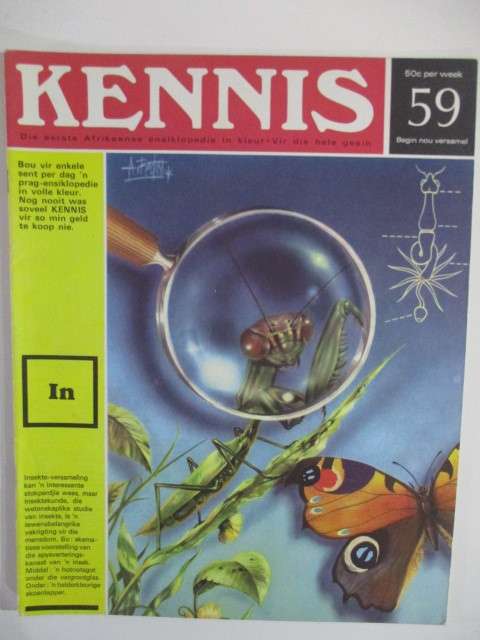 KENNIS
Die eerste Afrikaanse ensiklopedie in kleur • Vir die hele gesin
50c per week
59
Begin nou versamel
Bou vir enkele
sent per dag 'n
prag-ensiklopedie
in volle kleur.
Nog nooit was
soveel KENNIS
vir so min geld
te koop nie.
In
Insekte-versameling
kan 'n interessante
stokperdjie wees, maar
insektekunde, die
wetenskaplike studie
van insekte, is 'n
lewensbelangrike
vakrigting vir die
mensdom. Bo: skema-
tiese voorstelling van
die spysverterings-
kanaal van 'n insek.
Middel: 'n hotnotsgot
onder die vergrootglas.
Onder: 'n helderkleurige
skoenlapper.